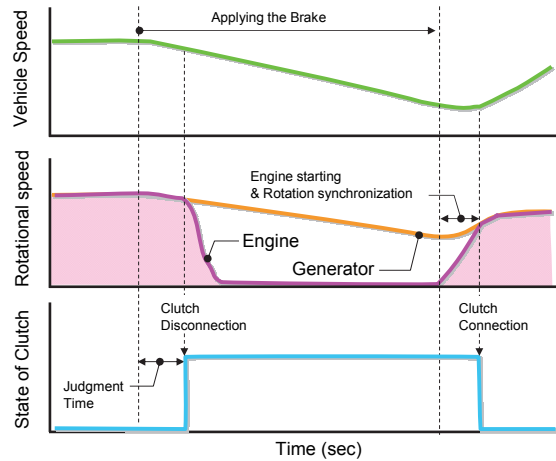 Vehicle Speed
Applying the Brake
Rotational speed
Engine starting
& Rotation synchronization
Engine
Generator
State of Clutch
Clutch
Disconnection
Clutch
Connection
Judgment
Time
Time (sec)